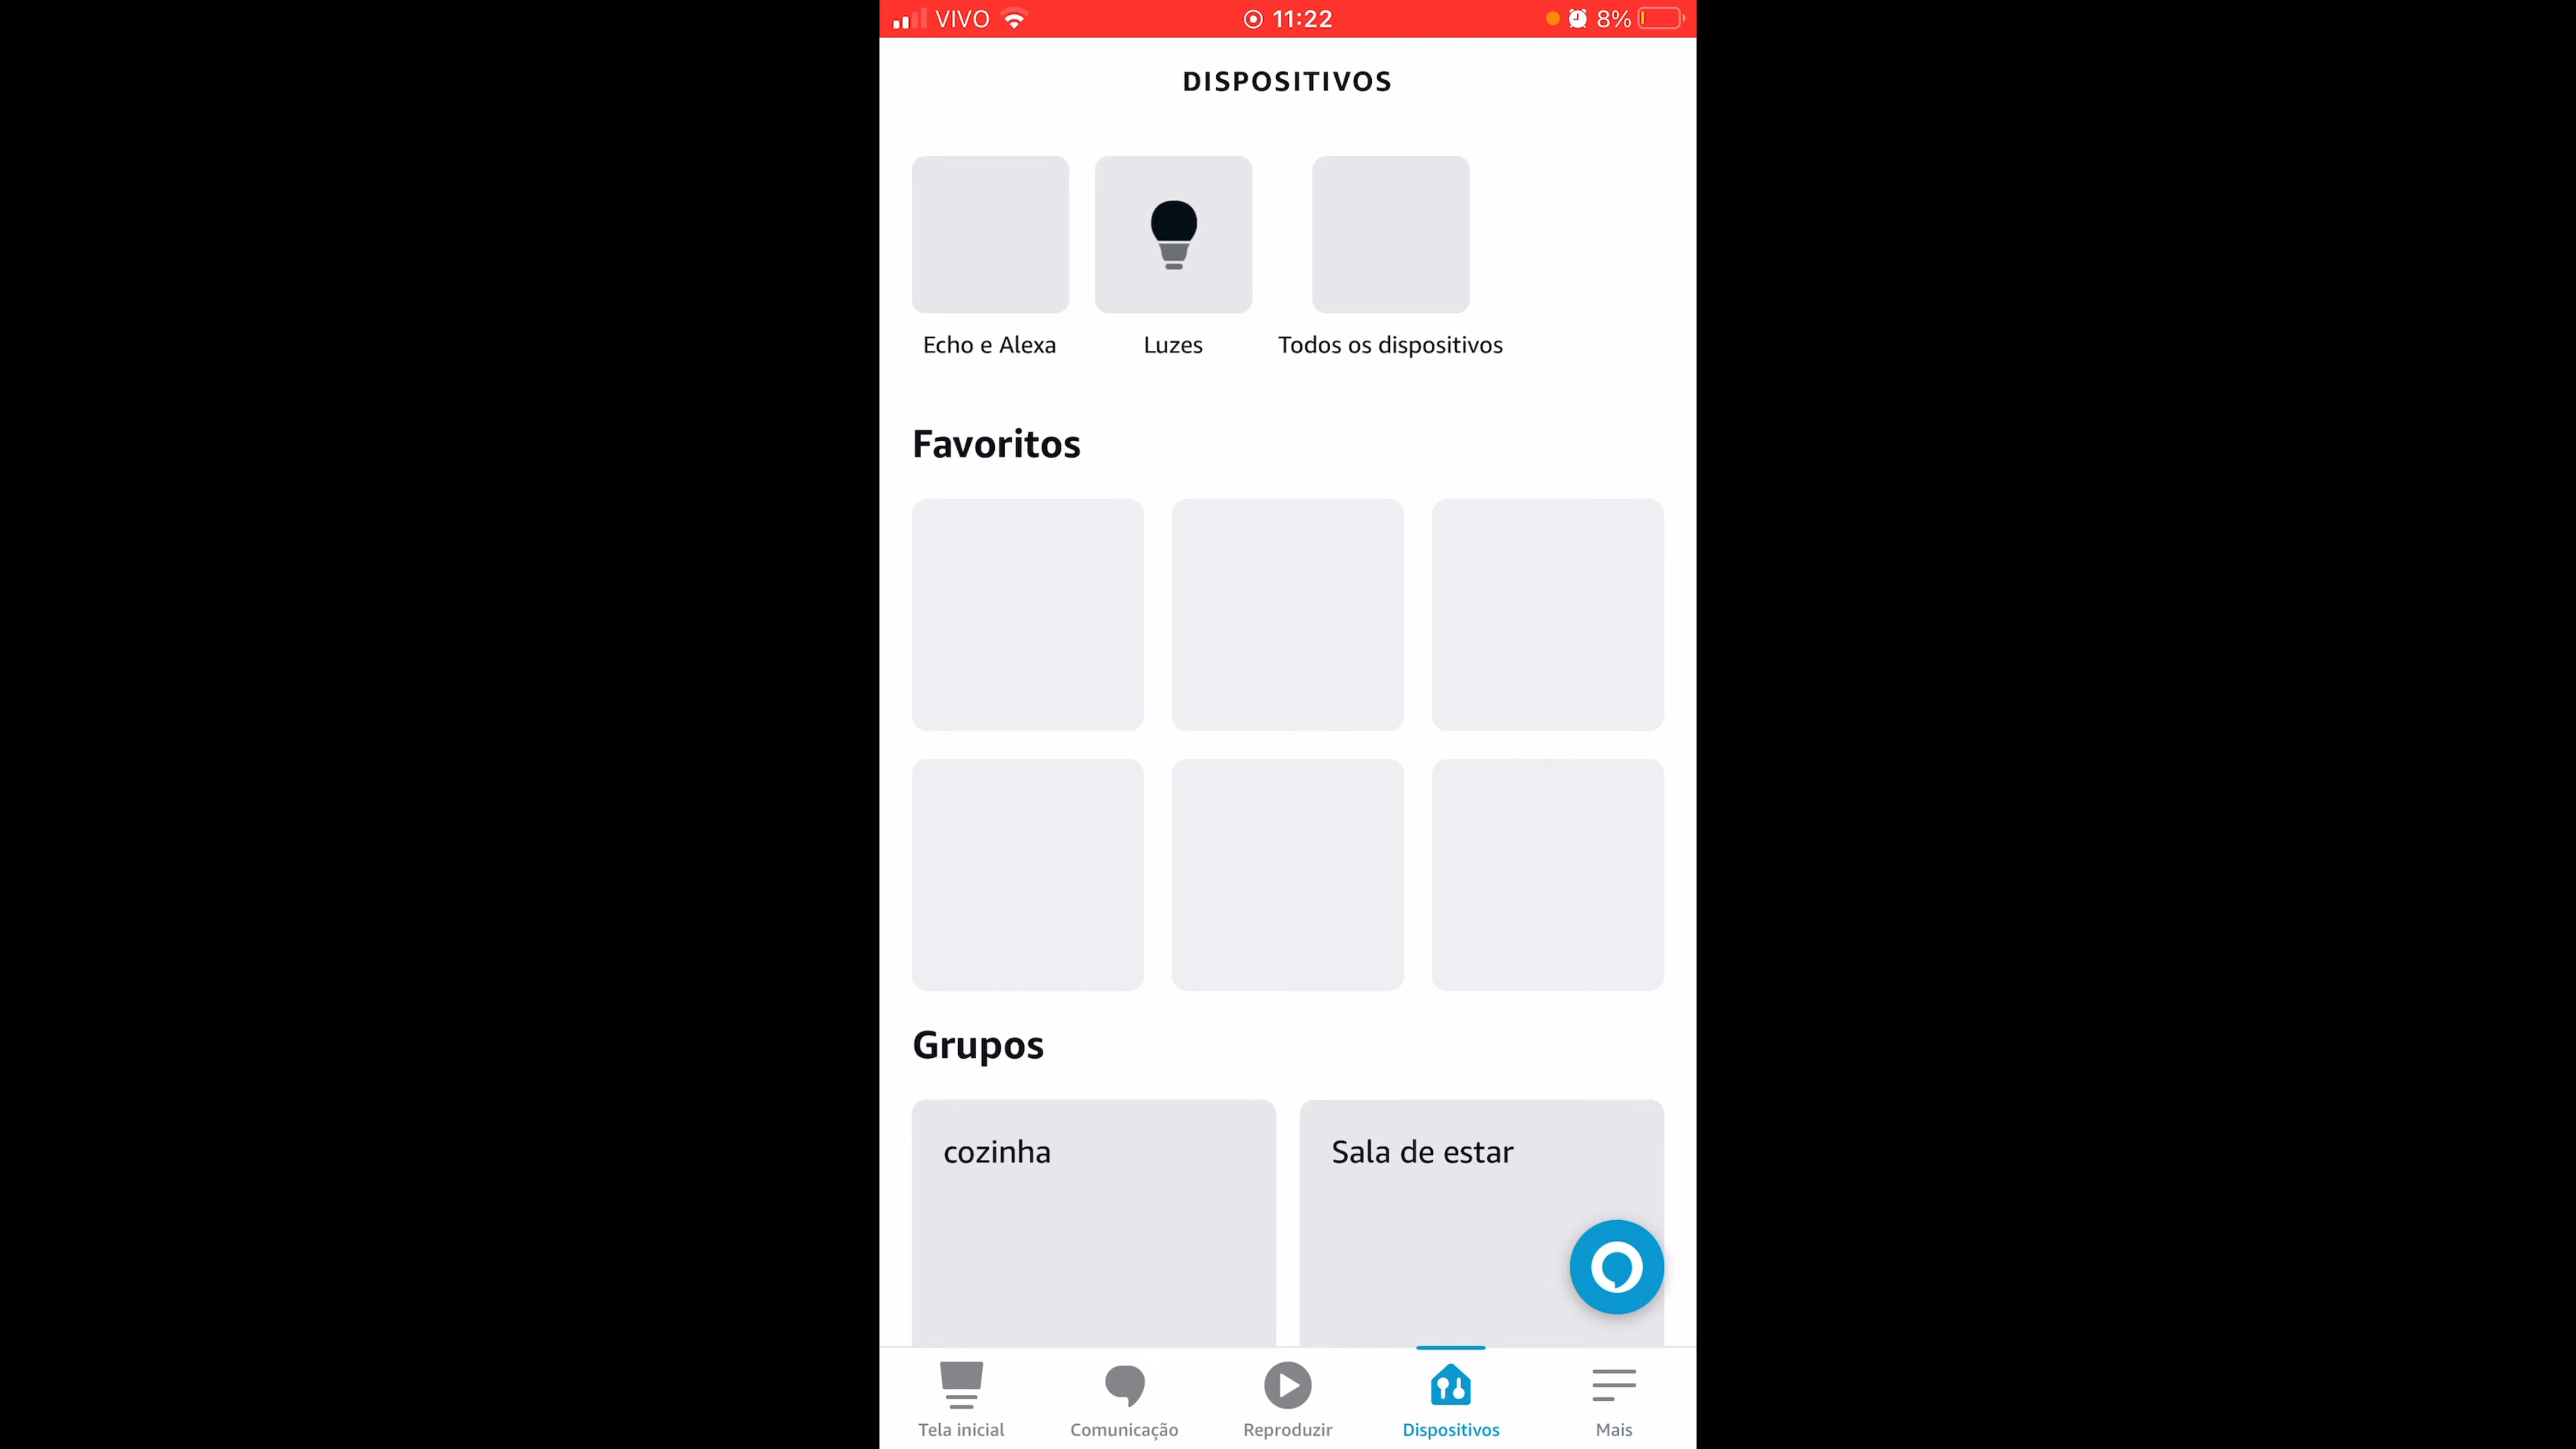 VIVO 11:22 8%
DISPOSITIVOS
Echo e Alexa Luzes Todos os dispositivos
Favoritos
Grupos
cozinha Sala de estar
Tela inicial Comunicação Reproduzir Dispositivos Mais